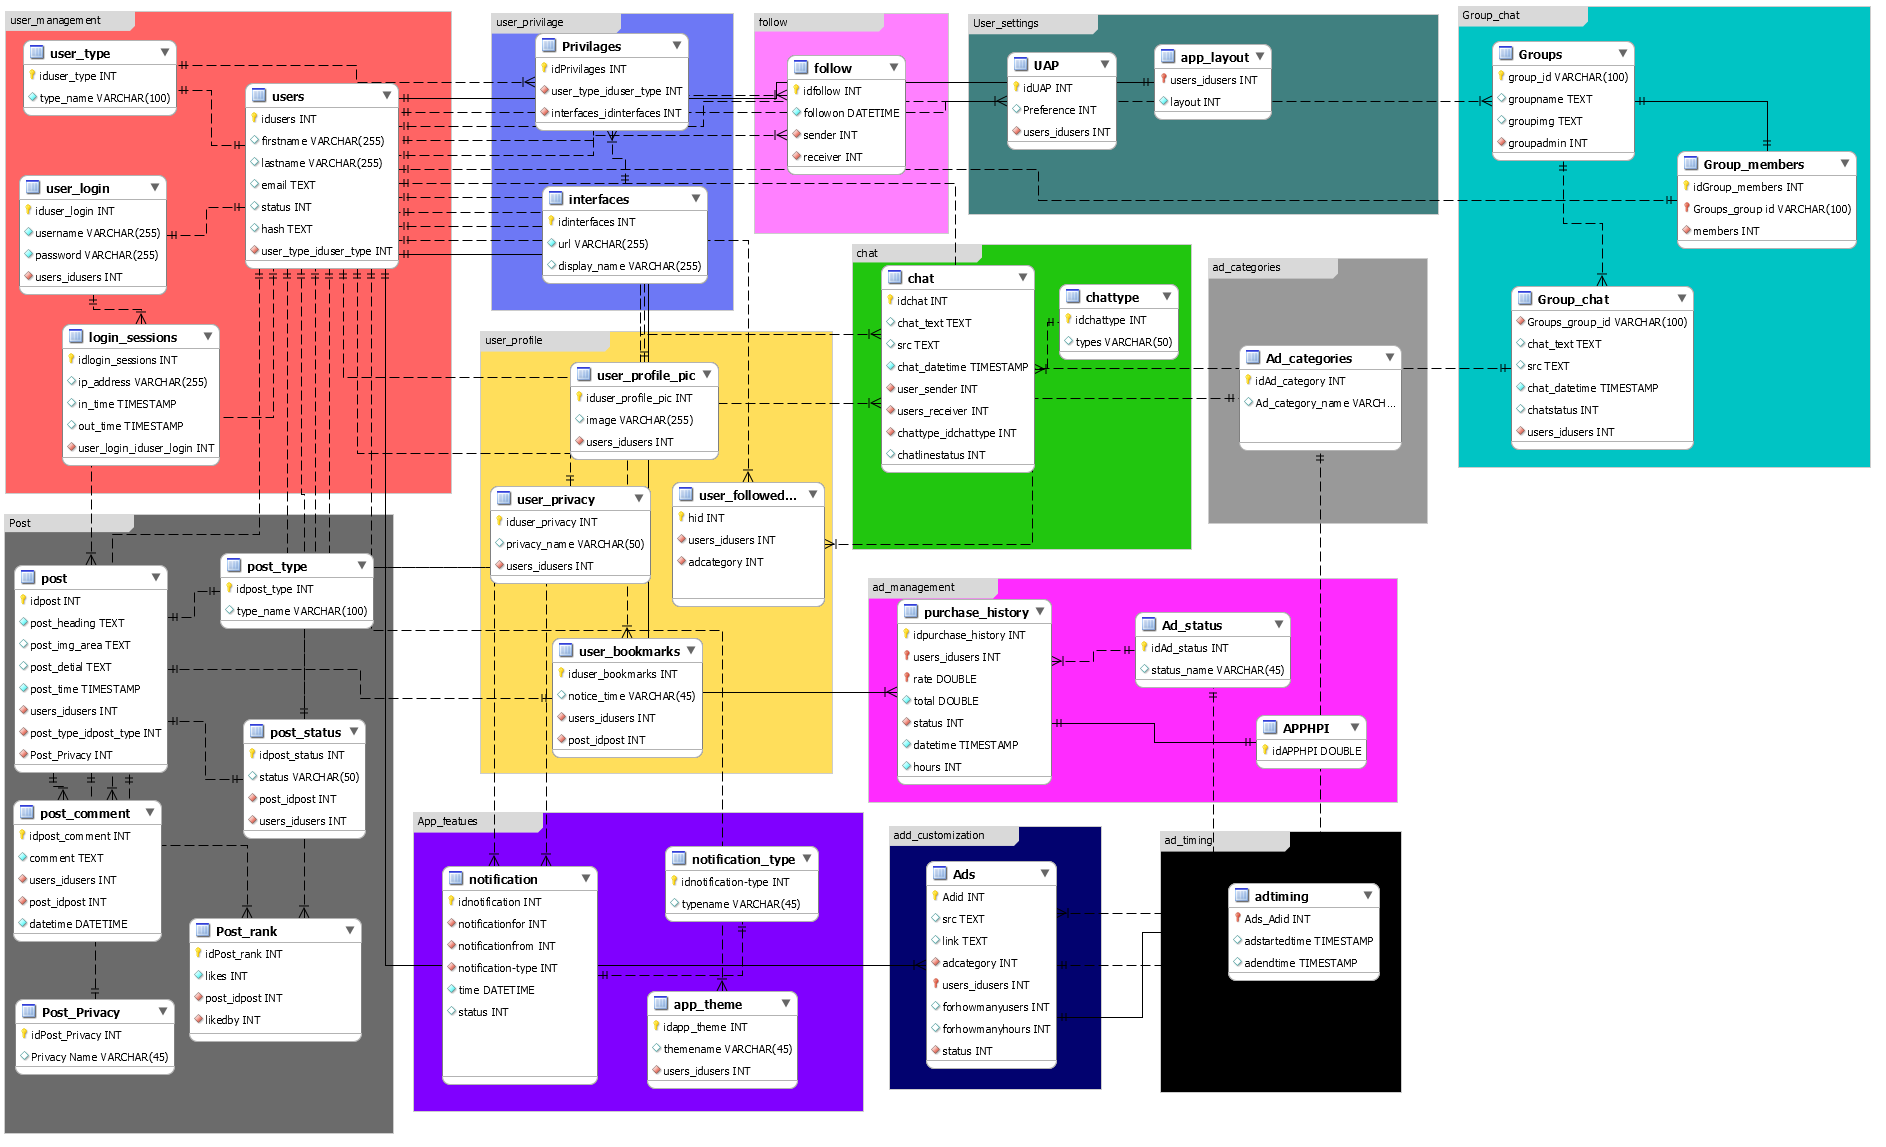 user_management
user_type
iduser_type INT
type_name VARCHAR(100)
users
idusers INT
firstname VARCHAR(255)
lastname VARCHAR(255)
email TEXT
status INT
hash TEXT
user_type_iduser_type INT
user_login
iduser_login INT
username VARCHAR(255)
password VARCHAR(255)
users_idusers INT
login_sessions
idlogin_sessions INT
ip_address VARCHAR(255)
in_time TIMESTAMP
out_time TIMESTAMP
user_login_iduser_login INT
user_privilage
Privilages
idPrivilages INT
user_type_iduser_type INT
interfaces_idinterfaces INT
interfaces
idinterfaces INT
url VARCHAR(255)
display_name VARCHAR(255)
follow
follow
idfollow INT
followon DATETIME
sender INT
receiver INT
User_settings
UAP
idUAP INT
Preference INT
users_idusers INT
app_layout
users_idusers INT
layout INT
Group_chat
Groups
group_id VARCHAR(100)
groupname TEXT
groupimg TEXT
groupadmin INT
Group_members
idGroup_members INT
Groups_group id VARCHAR(100)
members INT
Group_chat
Groups_group_id VARCHAR(100)
chat_text TEXT
src TEXT
chat_datetime TIMESTAMP
chatstatus INT
users_idusers INT
user_profile
user_profile_pic
iduser_profile_pic INT
image VARCHAR(255)
users_idusers INT
user_privacy
iduser_privacy INT
privacy_name VARCHAR(50)
users_idusers INT
user_followed...
hid INT
users_idusers INT
adcategory INT
user_bookmarks
iduser_bookmarks INT
notice_time VARCHAR(45)
users_idusers INT
post_idpost INT
chat
chat
idchat INT
chat_text TEXT
src TEXT
chat_datetime TIMESTAMP
user_sender INT
users_receiver INT
chattype_idchattype INT
chatlinestatus INT
chattype
idchattype INT
types VARCHAR(50)
ad_categories
Ad_categories
idAd_category INT
Ad_category_name VARCH...
Post
post
idpost INT
post_heading TEXT
post_img_area TEXT
post_detial TEXT
post_time TIMESTAMP
users_idusers INT
post_type_idpost_type INT
Post_Privacy INT
post_type
idpost_type INT
type_name VARCHAR(100)
post_status
idpost_status INT
status VARCHAR(50)
post_idpost INT
users_idusers INT
post_comment
idpost_comment INT
comment TEXT
users_idusers INT
post_idpost INT
datetime DATETIME
Post_rank
idPost_rank INT
likes INT
post_idpost INT
likedby INT
Post_Privacy
idPost_Privacy INT
Privacy Name VARCHAR(45)
ad_management
purchase_history
idpurchase_history INT
users_idusers INT
rate DOUBLE
total DOUBLE
status INT
datetime TIMESTAMP
hours INT
Ad_status
idAd_status INT
status_name VARCHAR(45)
APPHPI
idAPPHPI DOUBLE
App_featues
notification
idnotification INT
notificationfor INT
notificationfrom INT
notification-type INT
time DATETIME
status INT
notification_type
idnotification-type INT
typename VARCHAR(45)
app_theme
idapp_theme INT
themename VARCHAR(45)
users_idusers INT
add_customization
Ads
Adid INT
src TEXT
link TEXT
adcategory INT
users_idusers INT
forhowmanyusers INT
forhowmanyhours INT
status INT
ad_timing
adtiming
Ads_Adid INT
adstartedtime TIMESTAMP
adendtime TIMESTAMP